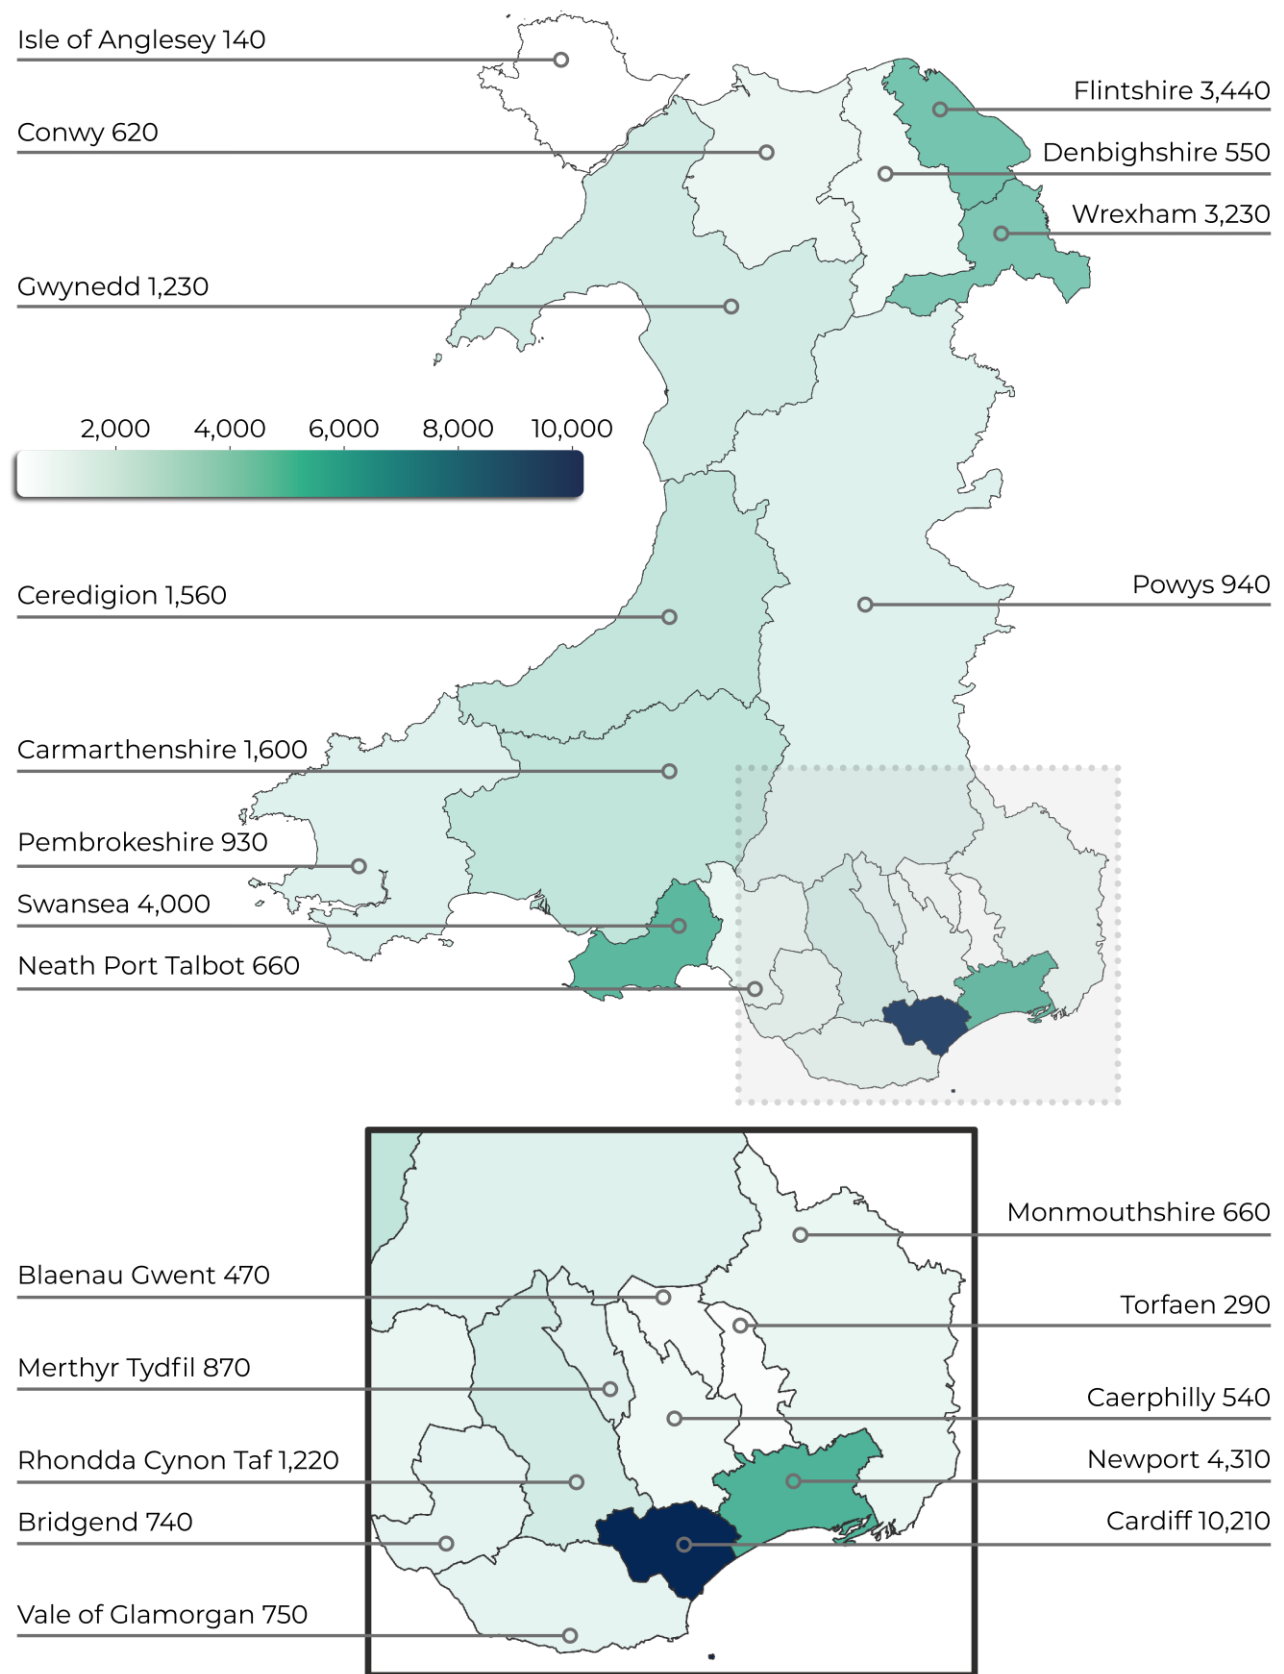 Isle of Anglesey 140
Flintshire 3,440
Conwy 620
Denbighshire 550
Wrexham 3,230
Gwynedd 1,230
2,000 4,000 6,000 8,000 10,000
Ceredigion 1,560
Powys 940
Carmarthenshire 1,600
Pembrokeshire 930
Swansea 4,000
Neath Port Talbot 660
Monmouthshire 660
Blaenau Gwent 470
Torfaen 290
Merthyr Tydfil 870
Caerphilly 540
Rhondda Cynon Taf 1,220
Newport 4,310
Bridgend 740
Cardiff 10,210
Vale of Glamorgan 750